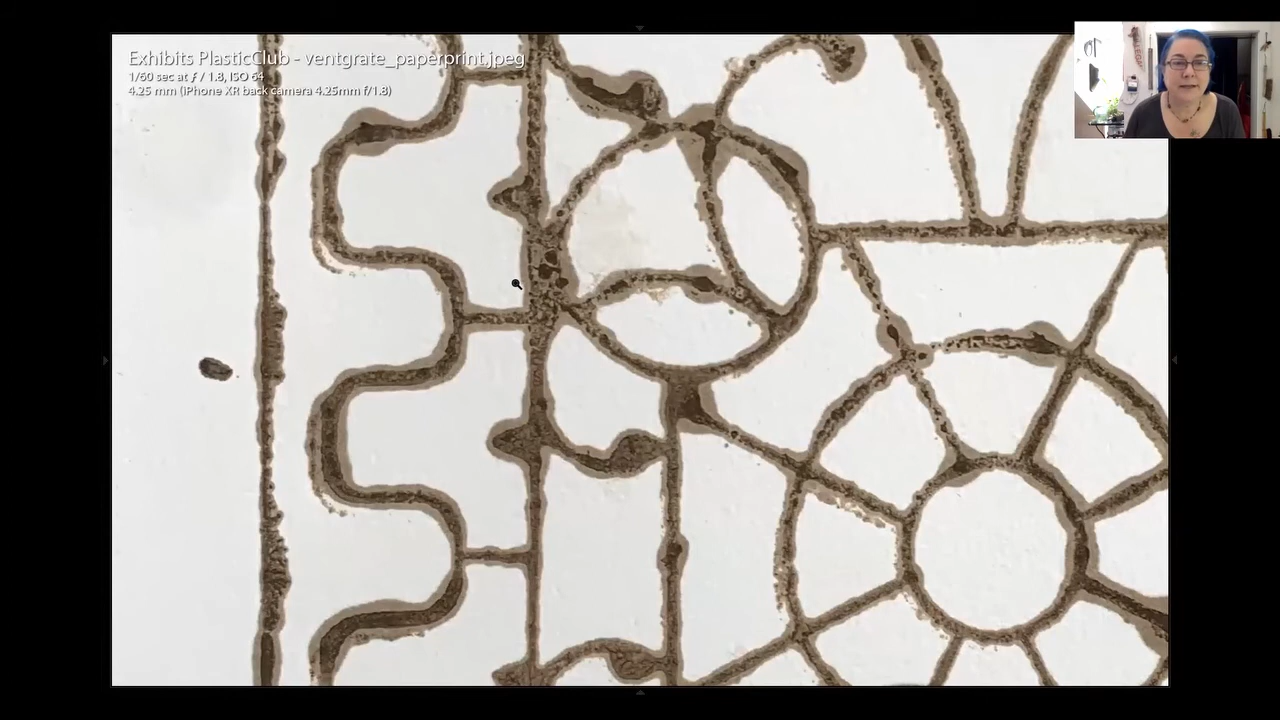 Exhibits PlasticClub - ventgrate_paperprint.jpeg
1/60 sec at ƒ / 1.8, ISO 64
4.25 mm (iPhone XR back camera 4.25mm f/1.8)